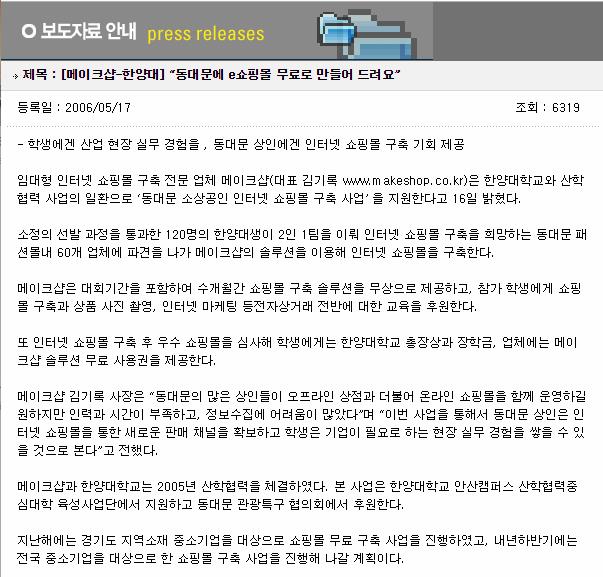 보도자료 안내 press releases
제목 : [메이크샵-한양대] “동대문에 e쇼핑몰 무료로 만들어 드려요”
등록일 : 2006/05/17 조회 : 6319
- 학생에겐 산업 현장 실무 경험을 , 동대문 상인에겐 인터넷 쇼핑몰 구축 기회 제공
임대형 인터넷 쇼핑몰 구축 전문 업체 메이크샵(대표 김기록 www.makeshop.co.kr)은 한양대학교와 산학
협력 사업의 일환으로 ‘동대문 소상공인 인터넷 쇼핑몰 구축 사업’ 을 지원한다고 16일 밝혔다.
소정의 선발 과정을 통과한 120명의 한양대생이 2인 1팀을 이뤄 인터넷 쇼핑몰 구축을 희망하는 동대문 패
션몰내 60개 업체에 파견을 나가 메이크샵의 솔루션을 이용해 인터넷 쇼핑몰을 구축한다.
메이크샵은 대회기간을 포함하여 수개월간 쇼핑몰 구축 솔루션을 무상으로 제공하고, 참가 학생에게 쇼핑
몰 구축과 상품 사진 촬영, 인터넷 마케팅 등전자상거래 전반에 대한 교육을 후원한다.
또 인터넷 쇼핑몰 구축 후 우수 쇼핑몰을 심사해 학생에게는 한양대학교 총장상과 장학금, 업체에는 메이
크샵 솔루션 무료 사용권을 제공한다.
메이크샵 김기록 사장은 “동대문의 많은 상인들이 오프라인 상점과 더불어 온라인 쇼핑몰을 함께 운영하길
원하지만 인력과 시간이 부족하고, 정보수집에 어려움이 많았다”며 “이번 사업을 통해서 동대문 상인은 인
터넷 쇼핑몰을 통한 새로운 판매 채널을 확보하고 학생은 기업이 필요로 하는 현장 실무 경험을 쌓을 수 있
을 것으로 본다”고 전했다.
메이크샵과 한양대학교는 2005년 산학협력을 체결하였다. 본 사업은 한양대학교 안산캠퍼스 산학협력중
심대학 육성사업단에서 지원하고 동대문 관광특구 협의회에서 후원한다.
지난해에는 경기도 지역소재 중소기업을 대상으로 쇼핑몰 무료 구축 사업을 진행하였고, 내년하반기에는
전국 중소기업을 대상으로 한 쇼핑몰 구축 사업을 진행해 나갈 계획이다.